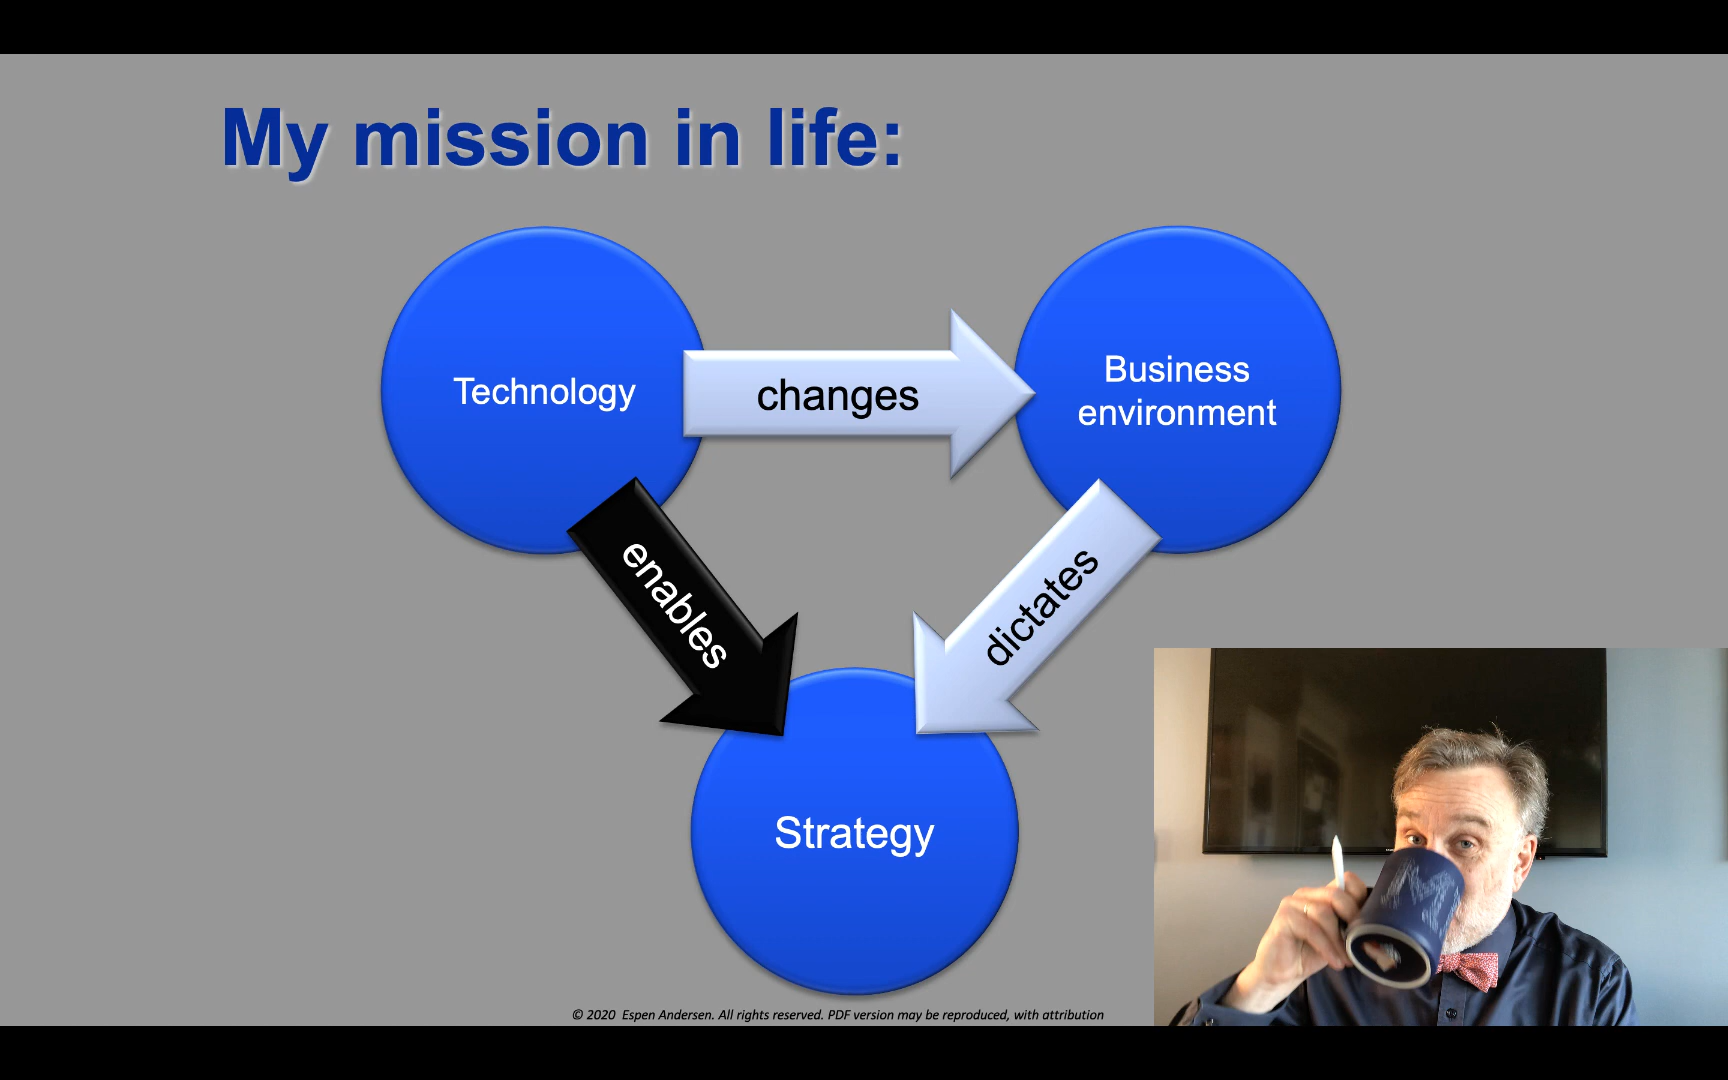 My mission in life:
Technology
changes
Business
environment
enables
dictates
Strategy
© 2020 Espen Andersen. All rights reserved. PDF version may be reproduced, with attribution